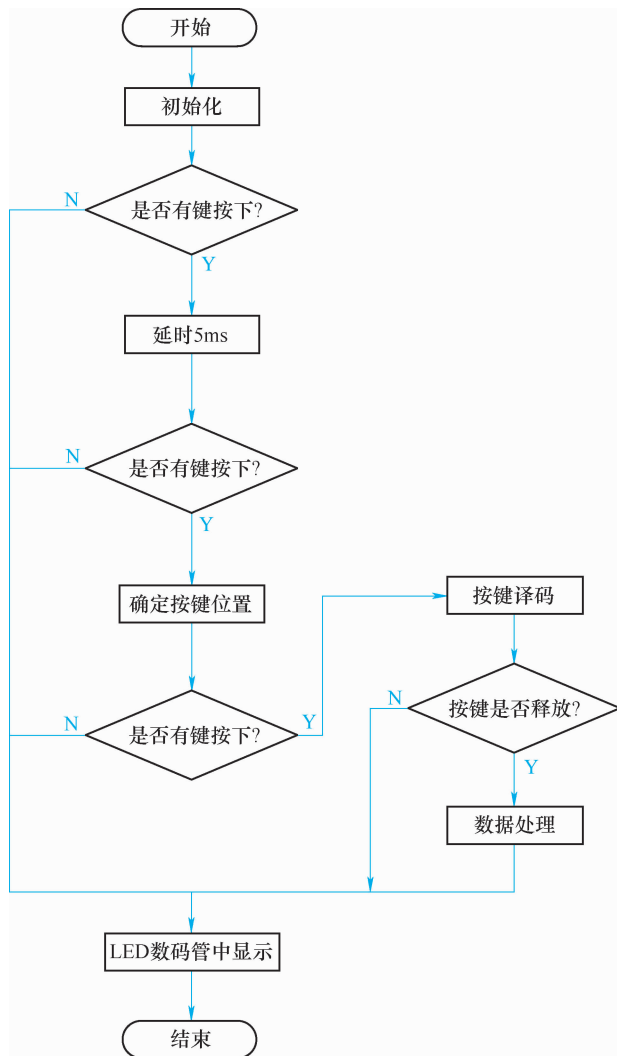 开始
初始化
N
是否有键按下?
Y
延时5ms
N
是否有键按下?
Y
确定按键位置
按键译码
N
是否有键按下?
Y
N
按键是否释放?
Y
数据处理
LED数码管中显示
结束